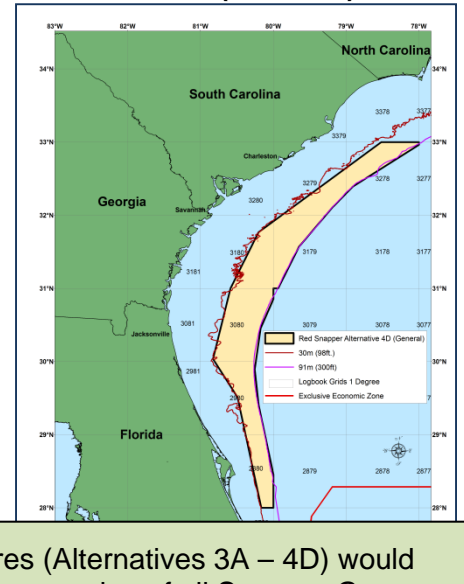 83°W 82°W 81°W 80°W 79°W 78°W
North Carolina
34°N 34°N
South Carolina
3378 3377
3379
33°N 33°N
Charleston
3279 3278 3277
3280
Georgia
32°N 32°N
Savannah
3180 3179 3178 3177
3181
31°N 31°N
3081 3080 3079 3078 3077
Jacksonville
Red Snapper Alternative 4D (General)
30m (98ft.)
91m (300ft)
Logbook Grids 1 Degree
Exclusive Economic Zone
30°N 30°N
2981 2980
29°N 29°N
Florida
2880 2879 2878 2877
28°N 28°N
res (Alternatives 3A – 4D) would